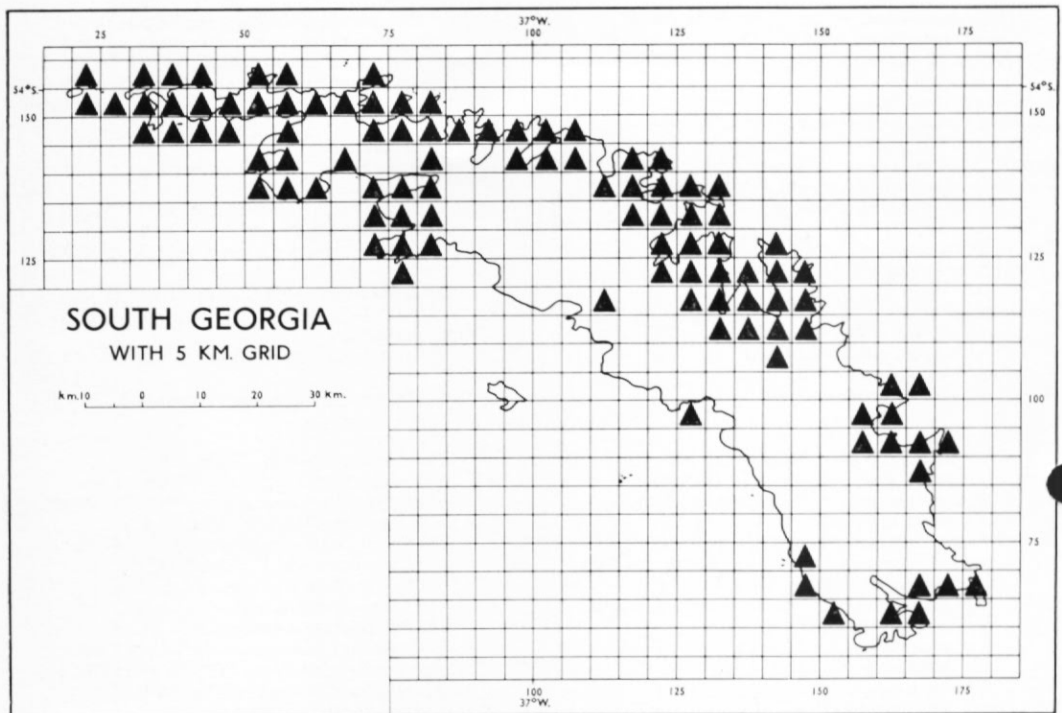 37°W.
25 50 75 100 125 150 175
54°S. 54°S.
150 150
125 125
SOUTH GEORGIA
WITH 5 KM. GRID
km.10 0 10 20 30 km.
100
75
100 125 150 175
37°W.